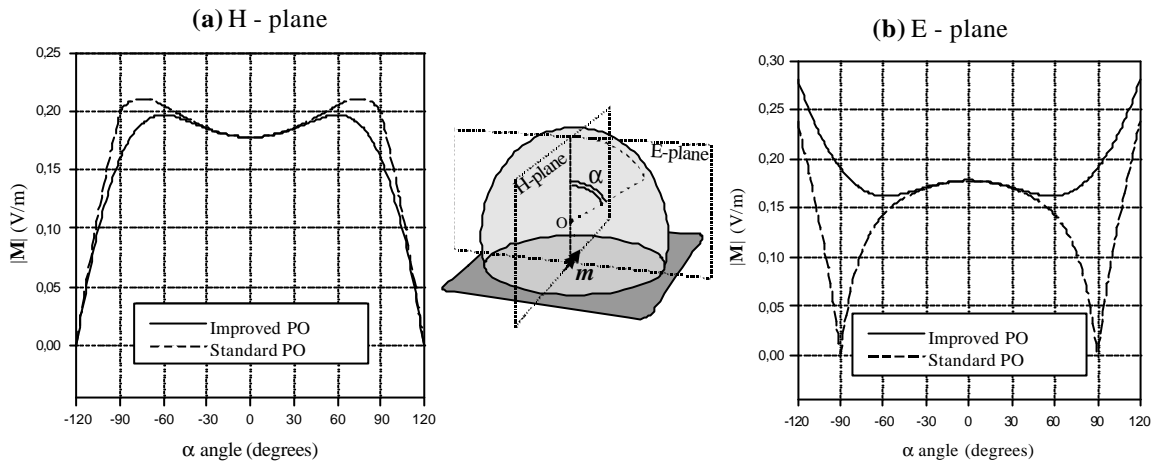 (a) H - plane
0,25
0,20
0,15
0,10
0,05
0,00
|M| (V/m)
Improved PO
Standard PO
-120 -90 -60 -30 0 30 60 90 120
α angle (degrees)
H-plane
E-plane
α
O
m
(b) E - plane
0,30
0,25
0,20
0,15
0,10
0,05
0,00
|M| (V/m)
Improved PO
Standard PO
-120 -90 -60 -30 0 30 60 90 120
α angle (degrees)